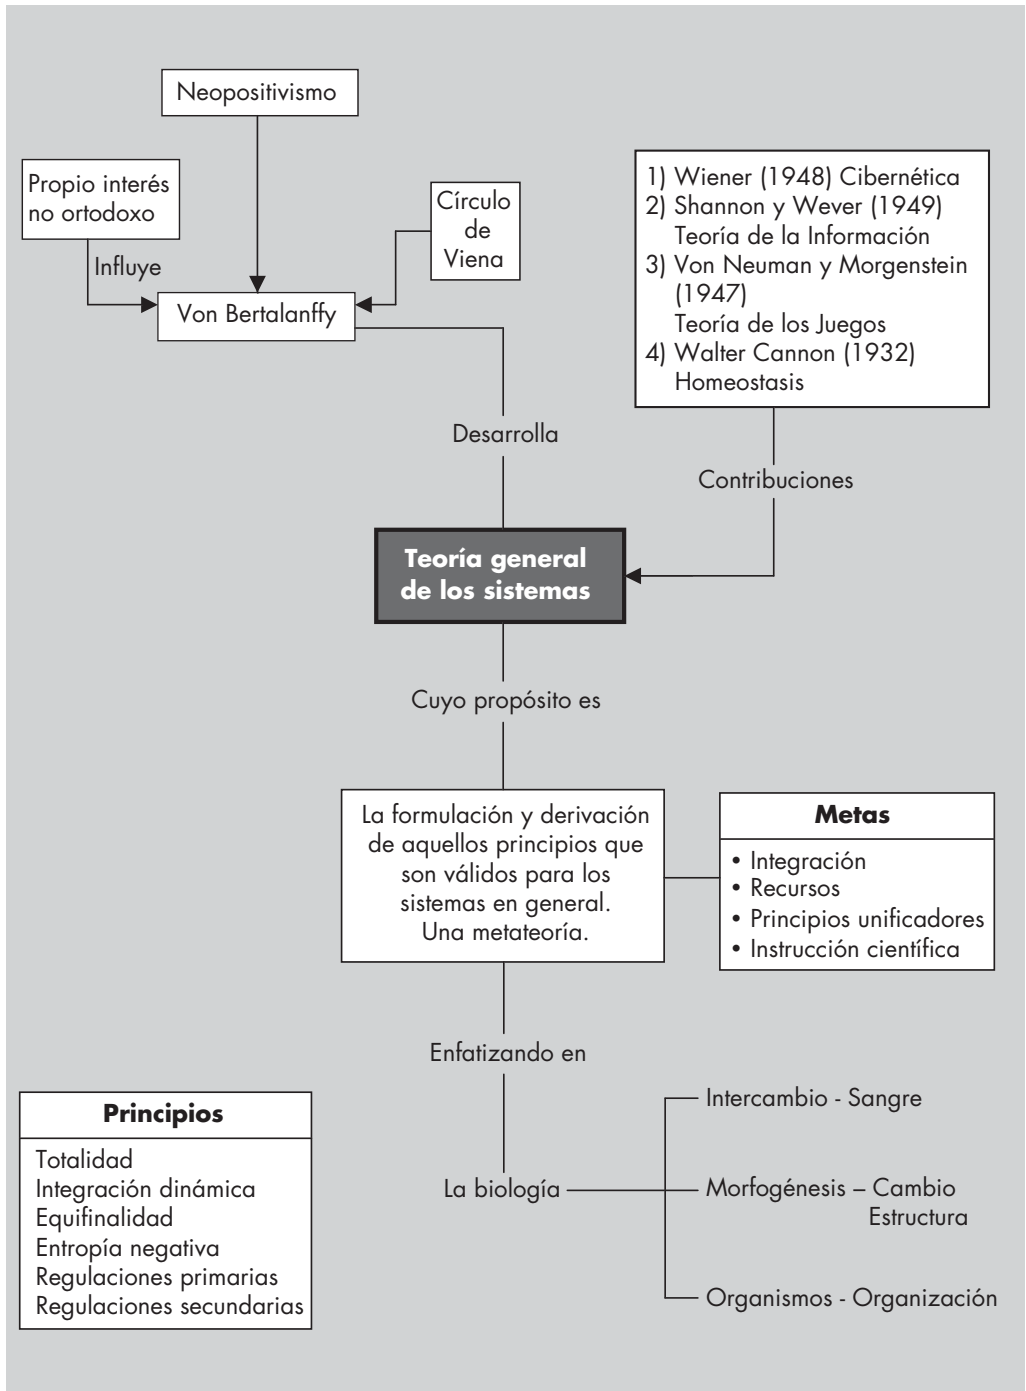 Neopositivismo
Propio interés
no ortodoxo
Círculo
de
Viena
Influye
Von Bertalanffy
1) Wiener (1948) Cibernética
2) Shannon y Wever (1949)
Teoría de la Información
3) Von Neuman y Morgenstein
(1947)
Teoría de los Juegos
4) Walter Cannon (1932)
Homeostasis
Desarrolla
Contribuciones
Teoría general
de los sistemas
Cuyo propósito es
La formulación y derivación
de aquellos principios que
son válidos para los
sistemas en general.
Una metateoría.
Metas
• Integración
• Recursos
• Principios unificadores
• Instrucción científica
Enfatizando en
Principios
Totalidad
Integración dinámica
Equifinalidad
Entropía negativa
Regulaciones primarias
Regulaciones secundarias
La biología
Intercambio - Sangre
Morfogénesis – Cambio
Estructura
Organismos - Organización